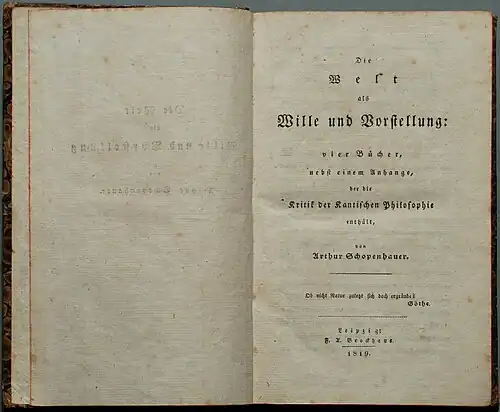 Die
Welt
als
Wille und Vorstellung:
vier Bücher,
nebst einem Anhange,
der die
Kritik der Kantischen Philosophie
enthält,
von
Arthur Schopenhauer.
Ob nicht Natur zuletzt sich doch ergründe?
Göthe.
Leipzig:
F. A. Brockhaus.
1819.